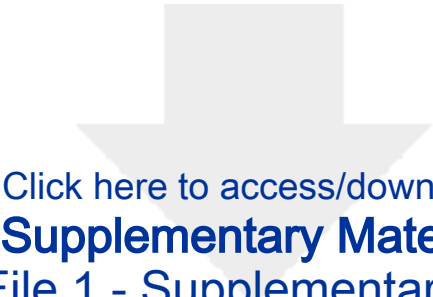 Click here to access/down
Supplementary Mate
File 1 - Supplementar